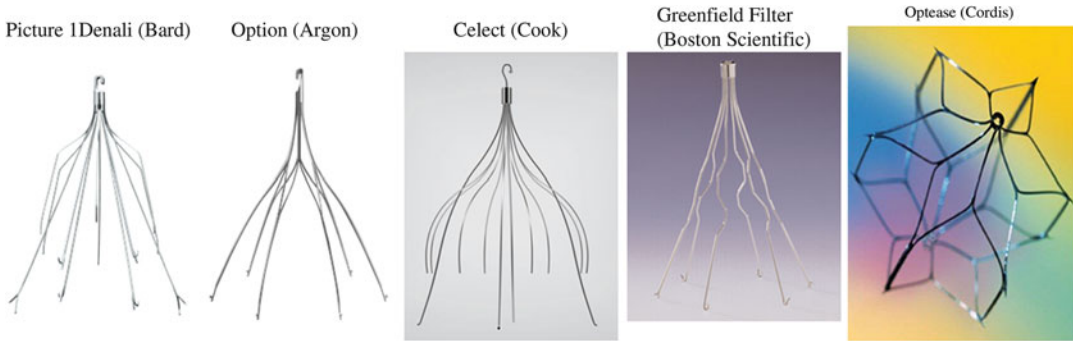 Picture 1Denali (Bard)
Option (Argon)
Celect (Cook)
Greenfield Filter
(Boston Scientific)
Optease (Cordis)